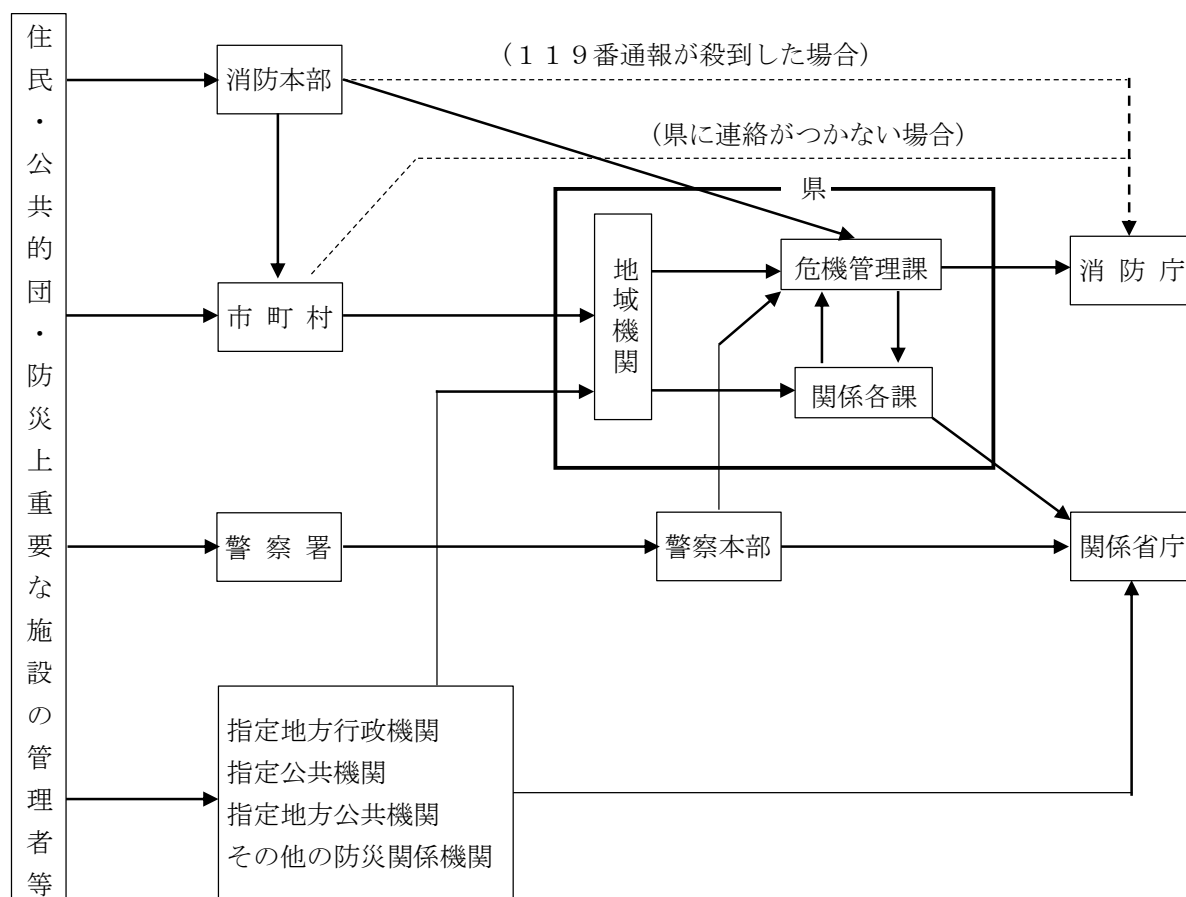 住民・公共的団・防災上重要な施設の管理者等
(１１９番通報が殺到した場合)
消防本部
(県に連絡がつかない場合)
県
地域機関
危機管理課
消防庁
市町村
関係各課
警察署
警察本部
関係省庁
指定地方行政機関
指定公共機関
指定地方公共機関
その他の防災関係機関